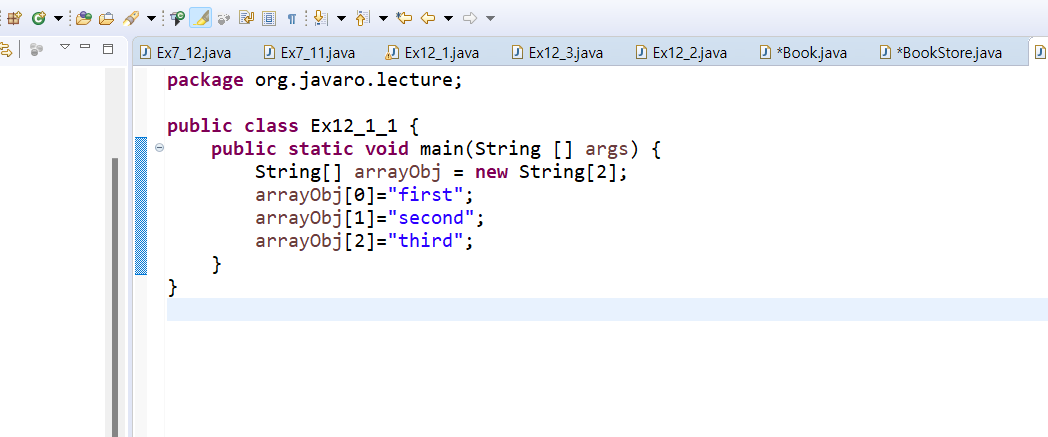 Ex7_12.java Ex7_11.java Ex12_1.java Ex12_3.java Ex12_2.java *Book.java *BookStore.java
package org.javaro.lecture;
public class Ex12_1_1 {
public static void main(String [] args) {
String[] arrayObj = new String[2];
arrayObj[0]="first";
arrayObj[1]="second";
arrayObj[2]="third";
}
}